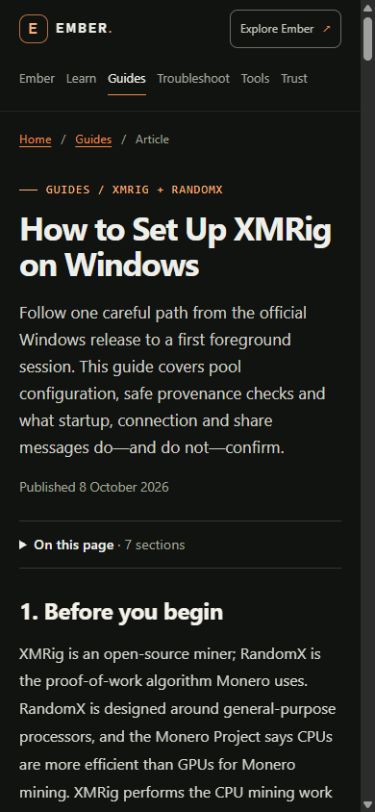 E EMBER.
Explore Ember ↗
Ember Learn Guides Troubleshoot Tools Trust
Home / Guides / Article
GUIDES / XMRIG + RANDOMX
How to Set Up XMRig
on Windows
Follow one careful path from the official
Windows release to a first foreground
session. This guide covers pool
configuration, safe provenance checks and
what startup, connection and share
messages do—and do not—confirm.
Published 8 October 2026
On this page · 7 sections
1. Before you begin
XMRig is an open-source miner; RandomX is
the proof-of-work algorithm Monero uses.
RandomX is designed around general-purpose
processors, and the Monero Project says CPUs
are more efficient than GPUs for Monero
mining. XMRig performs the CPU mining work